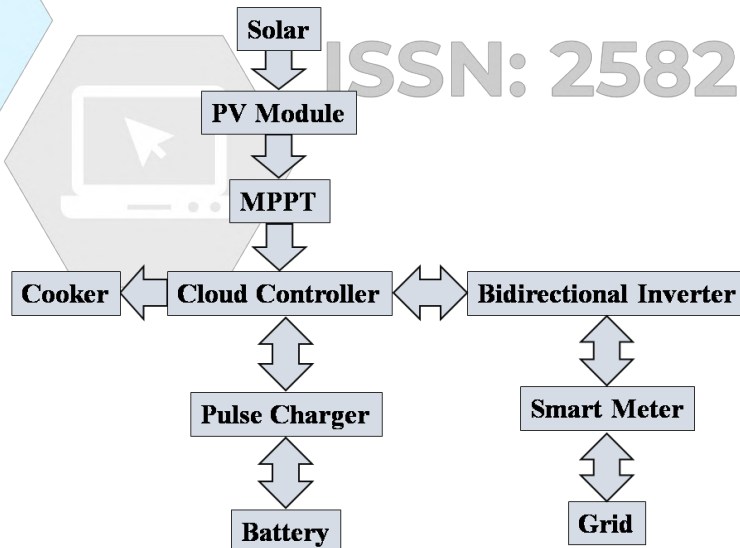 Solar
ISSN: 2582
PV Module
MPPT
Cooker
Cloud Controller
Bidirectional Inverter
Pulse Charger
Smart Meter
Battery
Grid